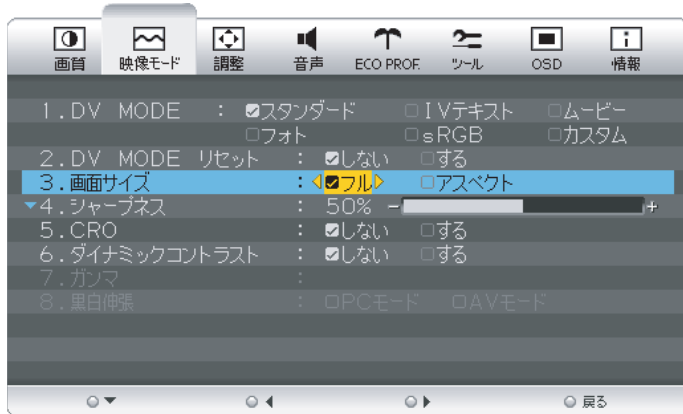 画質 映像モード 調整 音声 ECO PROF. ツール OSD 情報
1.DV MODE : スタンダード IVテキスト ムービー
フォト sRGB カスタム
2.DV MODE リセット : しない する
3.画面サイズ : フル アスペクト
4.シャープネス : 50% - +
5.CRO : しない する
6.ダイナミックコントラスト : しない する
7.ガンマ :
8.黒白伸張 : PCモード AVモード
戻る